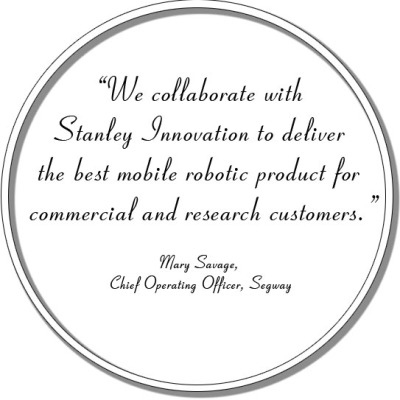 “We collaborate with
Stanley Innovation to deliver
the best mobile robotic product for
commercial and research customers.”
Mary Savage,
Chief Operating Officer, Segway